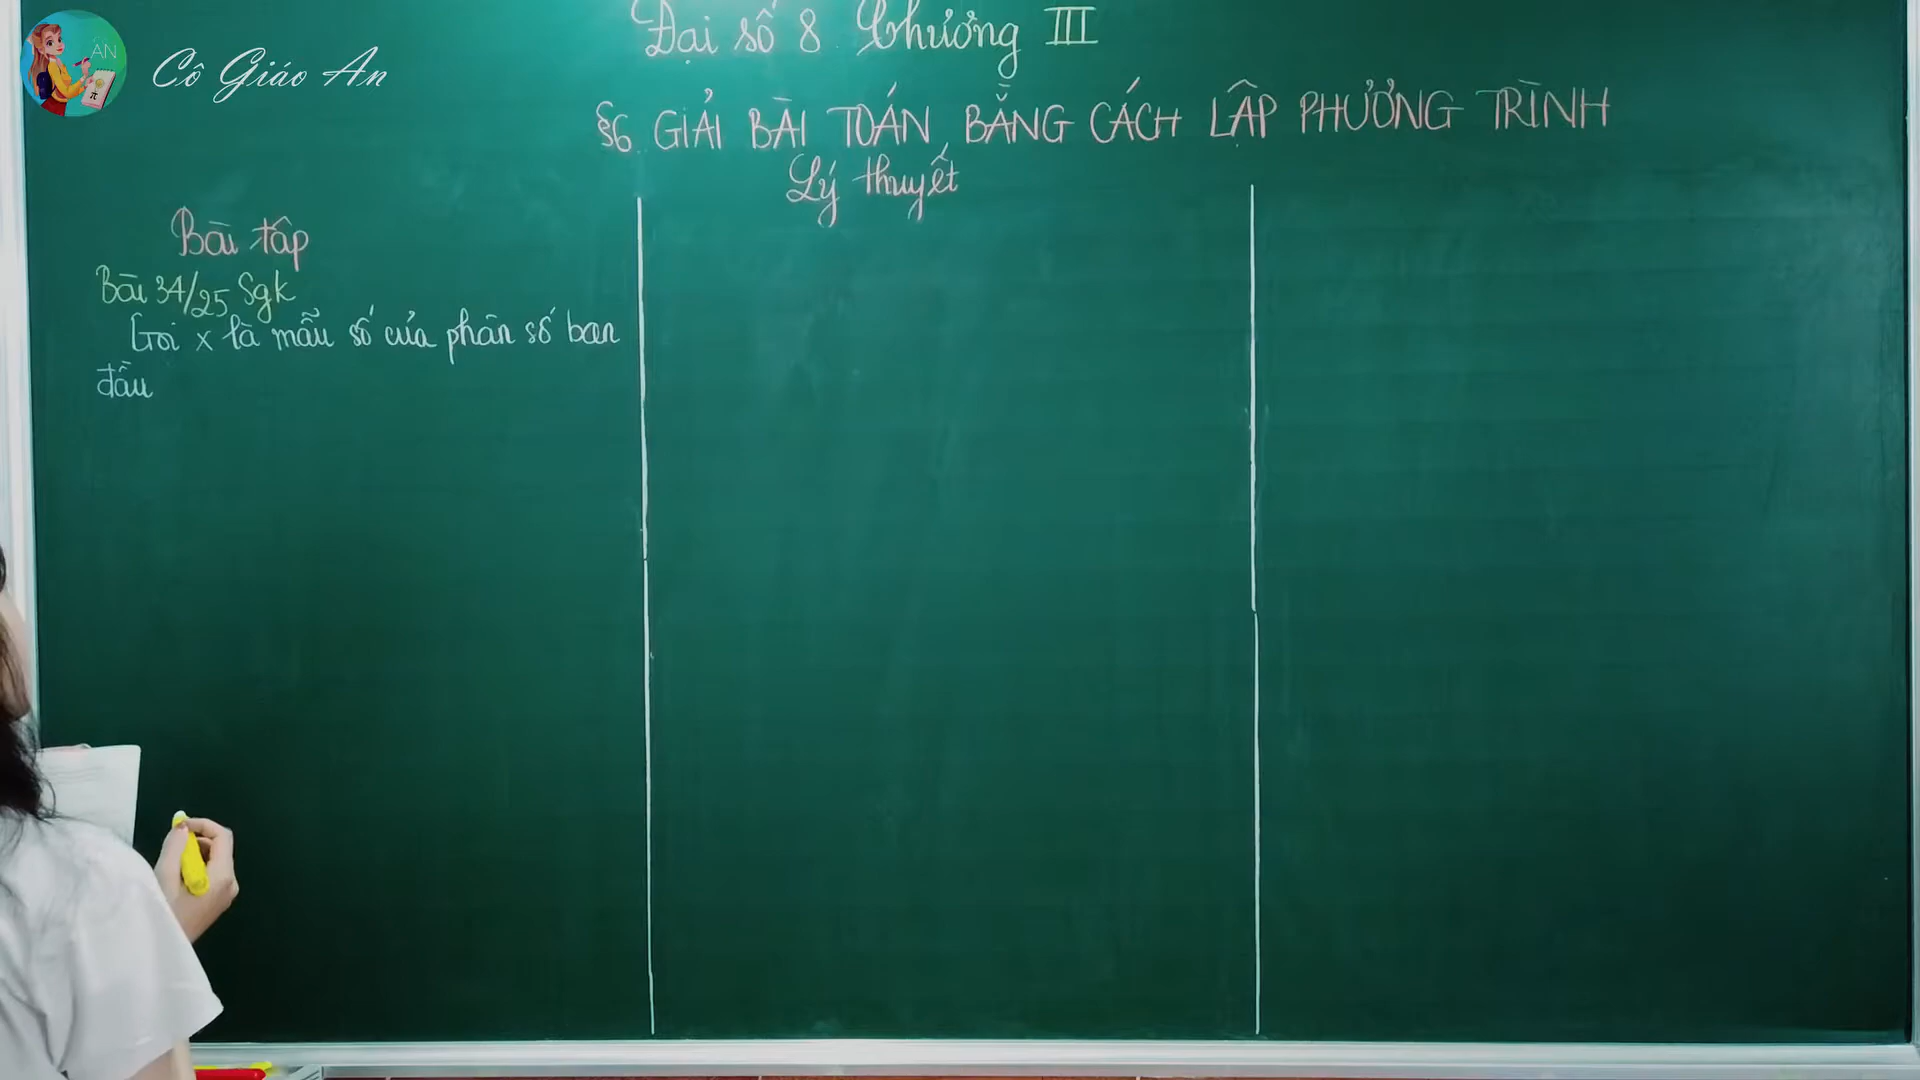 ÂN
Cô Giáo An
Đại số 8 Chương III
§6 GIẢI BÀI TOÁN BẰNG CÁCH LẬP PHƯƠNG TRÌNH
Lý thuyết
Bài tập
Bài 34/25 Sgk
Gọi x là mẫu số của phân số ban
đầu